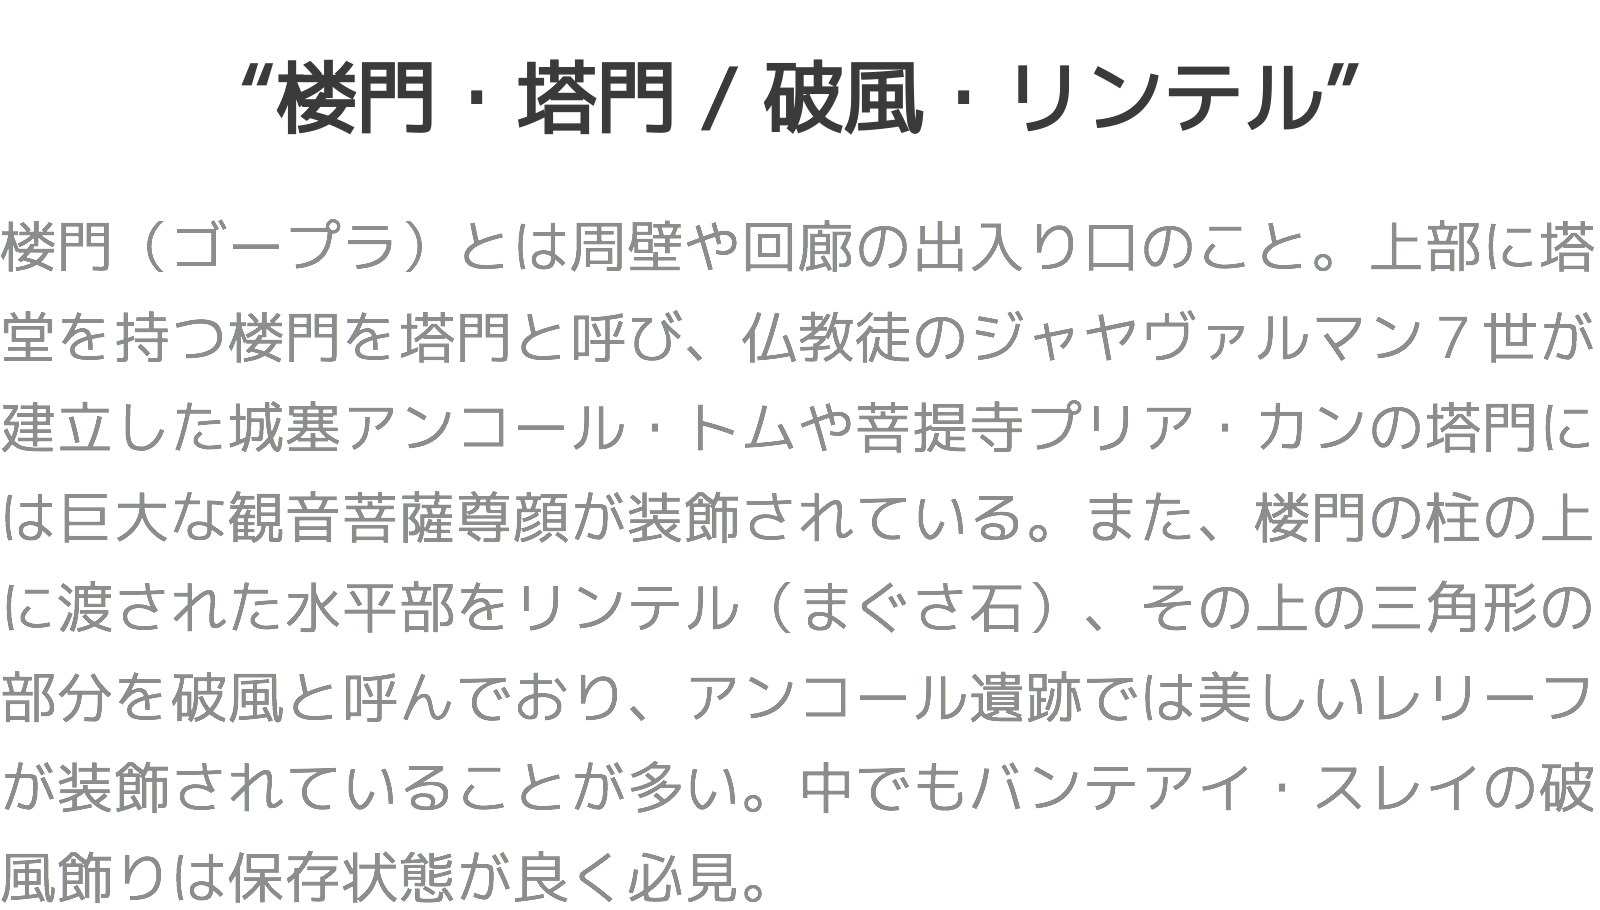 “楼門・塔門 / 破風・リンテル”
楼門（ゴープラ）とは周壁や回廊の出入り口のこと。上部に塔
堂を持つ楼門を塔門と呼び、仏教徒のジャヤヴァルマン７世が
建立した城塞アンコール・トムや菩提寺プリア・カンの塔門に
は巨大な観音菩薩尊顔が装飾されている。また、楼門の柱の上
に渡された水平部をリンテル（まぐさ石）、その上の三角形の
部分を破風と呼んでおり、アンコール遺跡では美しいレリーフ
が装飾されていることが多い。中でもバンテアイ・スレイの破
風飾りは保存状態が良く必見。